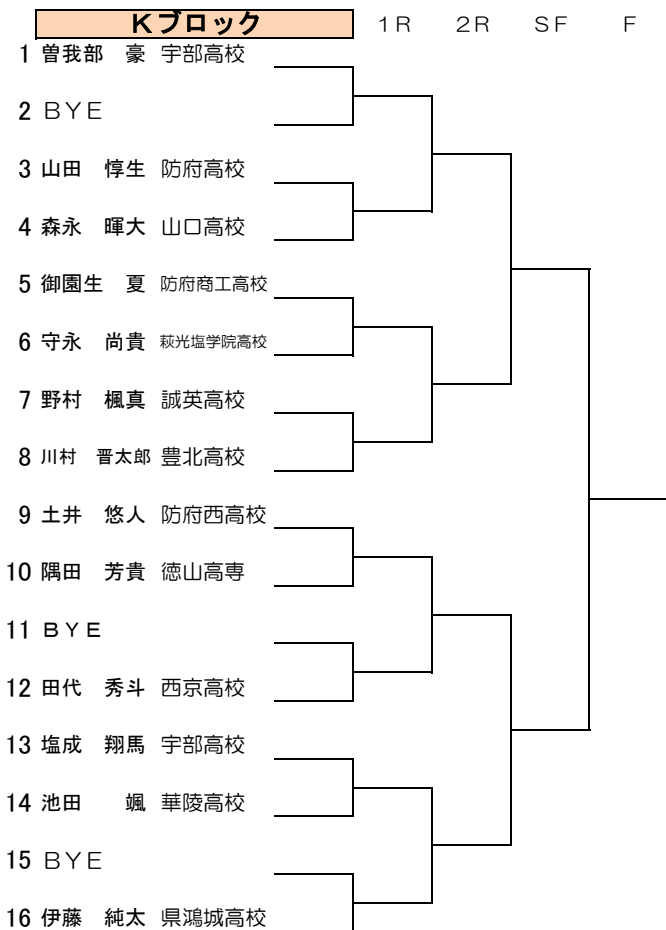 Kブロック 1R 2R SF F
1 曽我部 豪 宇部高校
2 BYE
3 山田 惇生 防府高校
4 森永 暉大 山口高校
5 御園生 夏 防府商工高校
6 守永 尚貴 萩光塩学院高校
7 野村 楓真 誠英高校
8 川村 晋太郎 豊北高校
9 土井 悠人 防府西高校
10 隅田 芳貴 徳山高専
11 BYE
12 田代 秀斗 西京高校
13 塩成 翔馬 宇部高校
14 池田 颯 華陵高校
15 BYE
16 伊藤 純太 県鴻城高校